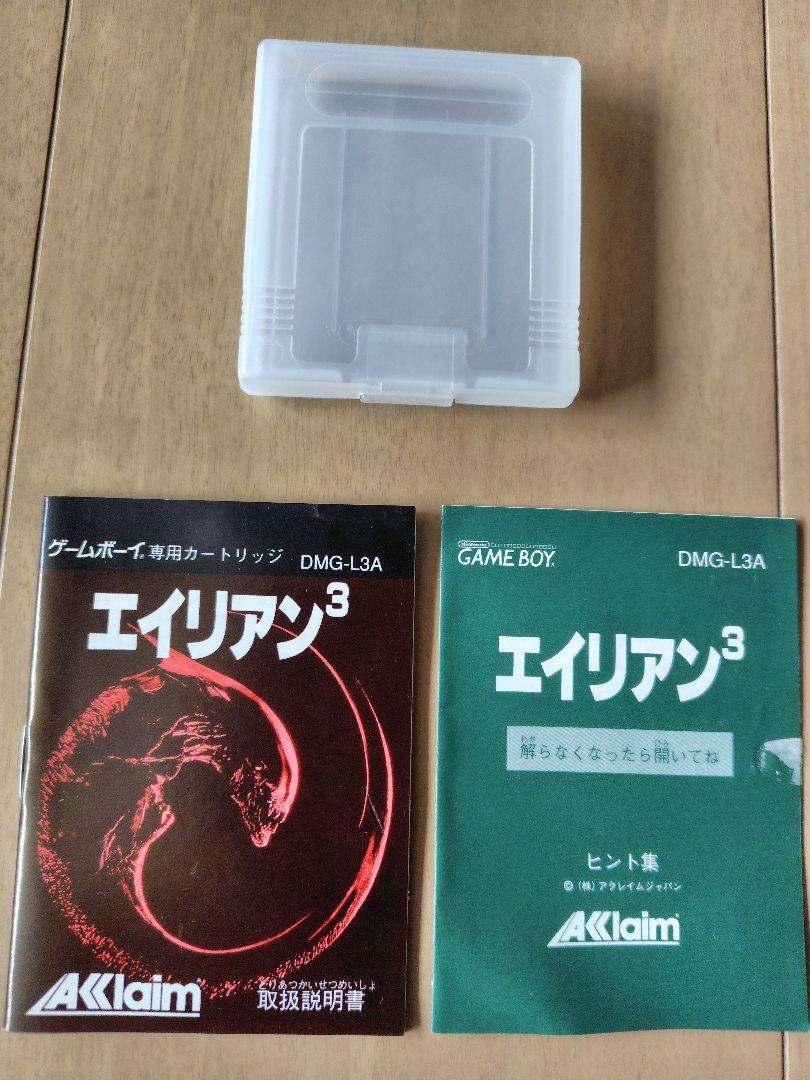 ゲームボーイ専用カートリッジ DMG-L3A
エイリアン3
AKKlaim
とりあつかいせつめいしょ
取扱説明書
Nintendo
GAME BOY DMG-L3A
エイリアン3
わか ひら
解らなくなったら開いてね
ヒント集
© (株) アクレイムジャパン
AKKlaim